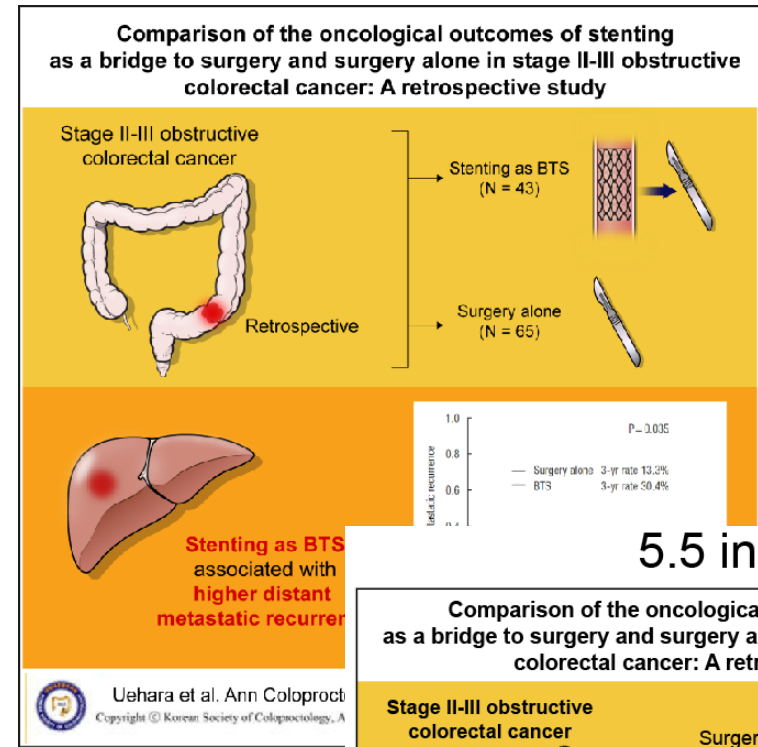 Comparison of the oncological outcomes of stenting
as a bridge to surgery and surgery alone in stage II-III obstructive
colorectal cancer: A retrospective study
Stage II-III obstructive
colorectal cancer
Retrospective
Stenting as BTS
(N = 43)
Surgery alone
(N = 65)
1.0
P= 0.035
0.8
Surgery alone 3-yr rate 13.3%
BTS 3-yr rate 30.4%
0.6
recurrence
Stenting as BTS
associated with
higher distant
metastatic recurren
Uehara et al. Ann Coloproct
Copyright © Korean Society of Coloproctology, A
5.5 in
Comparison of the oncologica
as a bridge to surgery and surgery a
colorectal cancer: A retr
Stage II-III obstructive
colorectal cancer
Surger